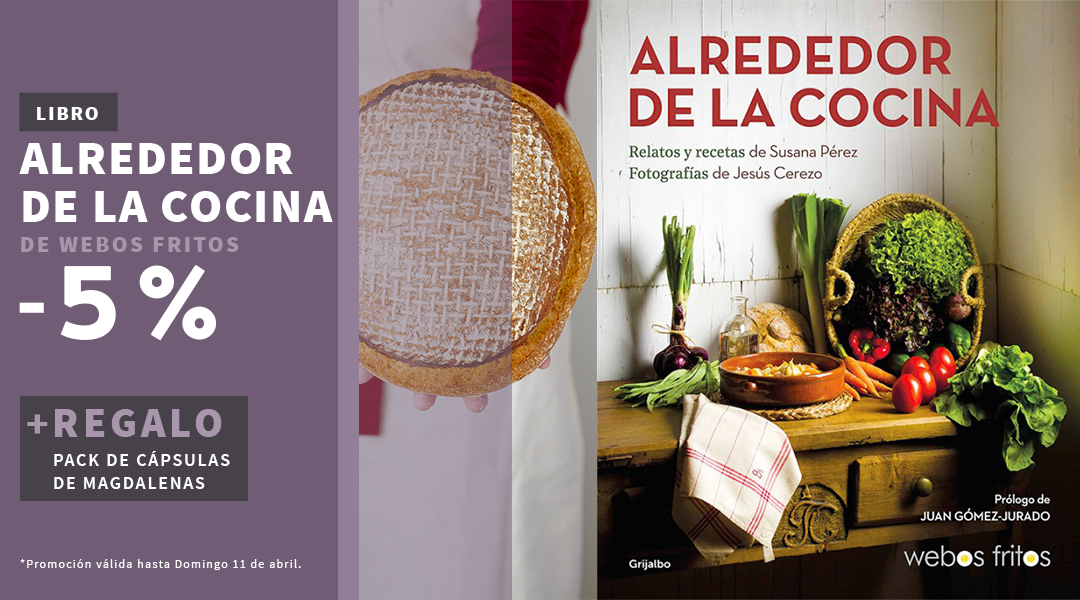 LIBRO
ALREDEDOR
DE LA COCINA
DE WEBOS FRITOS
-5%
+REGALO
PACK DE CÁPSULAS
DE MAGDALENAS
*Promoción válida hasta Domingo 11 de abril.
ALREDEDOR
DE LA COCINA
Relatos y recetas de Susana Pérez
Fotografías de Jesús Cerezo
Prólogo de
JUAN GÓMEZ-JURADO
Grijalbo
webos fritos